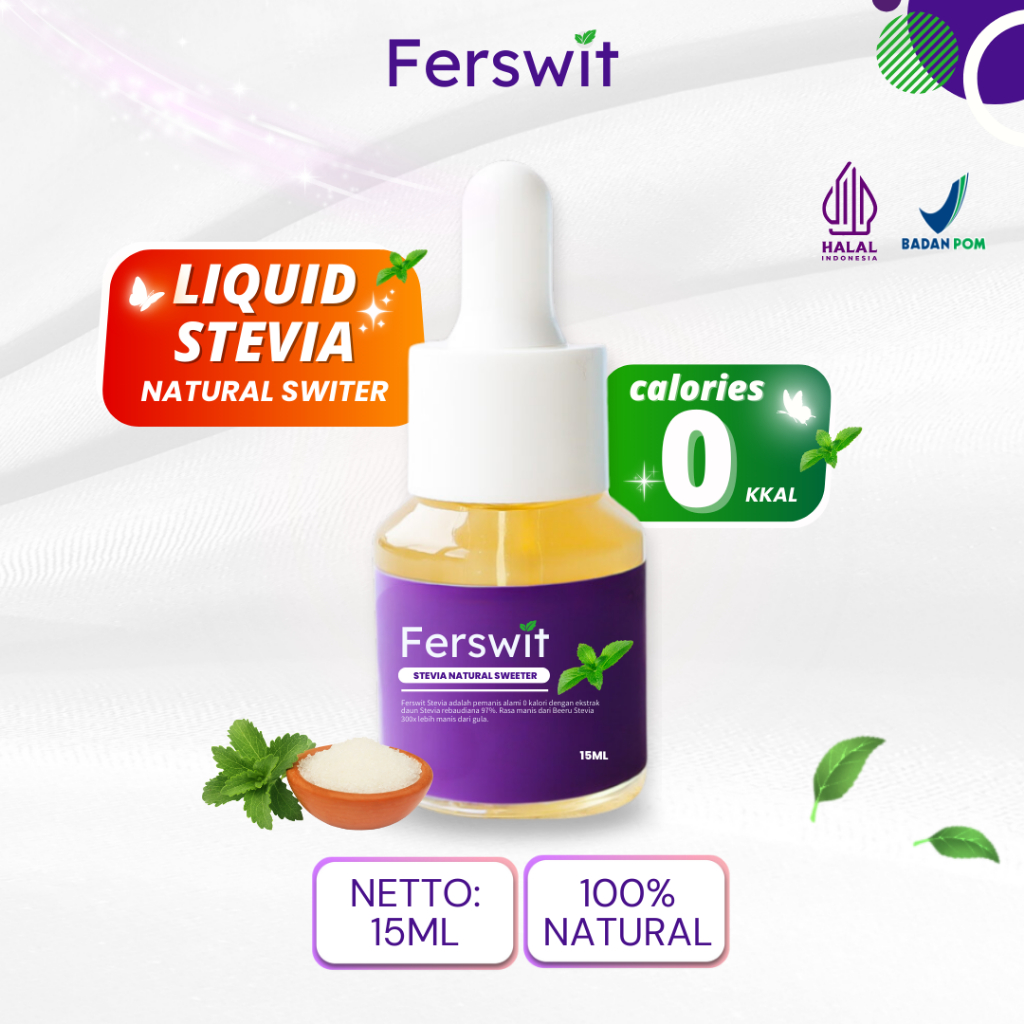 Ferswit
HALAL
INDONESIA
BADAN POM
LIQUID
STEVIA
NATURAL SWITER
calories
0
KKAL
Ferswit
STEVIA NATURAL SWEETER
Ferswit Stevia adalah pemanis alami 0 kalori dengan ekstrak
daun Stevia rebaudiana 97%. Rasa manis dari Beeru Stevia
300x lebih manis dari gula.
15ML
NETTO:
15ML
100%
NATURAL